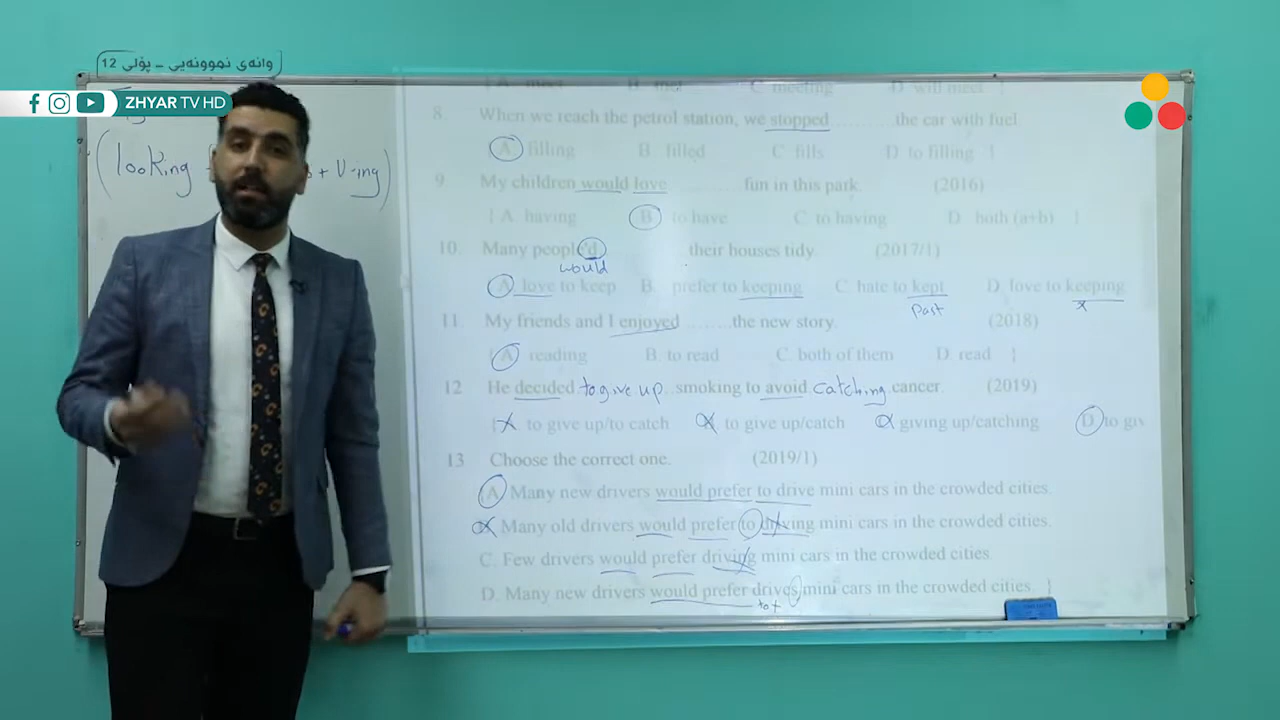 وانەی نموونەیی - پۆلی 12
ZHYAR TV HD
(looking + V-ing)
A. meet B. met C. meeting D. will meet }
8. When we reach the petrol station, we stopped ........ the car with fuel
A filling B filled C fills D to filling }
9. My children would love ........ fun in this park. (2016)
{ A. having B. to have C. to having D. both (a+b) }
10. Many people'd their houses tidy. (2017/1)
would
A love to keep B. prefer to keeping C. hate to kept D. love to keeping
Past x
11. My friends and I enjoyed ........the new story. (2018)
{ A reading B. to read C. both of them D. read }
12 He decided to give up smoking to avoid catching cancer. (2019)
{ to give up/to catch to give up/catch giving up/catching D to giv
13 Choose the correct one. (2019/1)
A Many new drivers would prefer to drive mini cars in the crowded cities.
Many old drivers would prefer to driving mini cars in the crowded cities.
C. Few drivers would prefer driving mini cars in the crowded cities.
D. Many new drivers would prefer drives mini cars in the crowded cities. }
to x